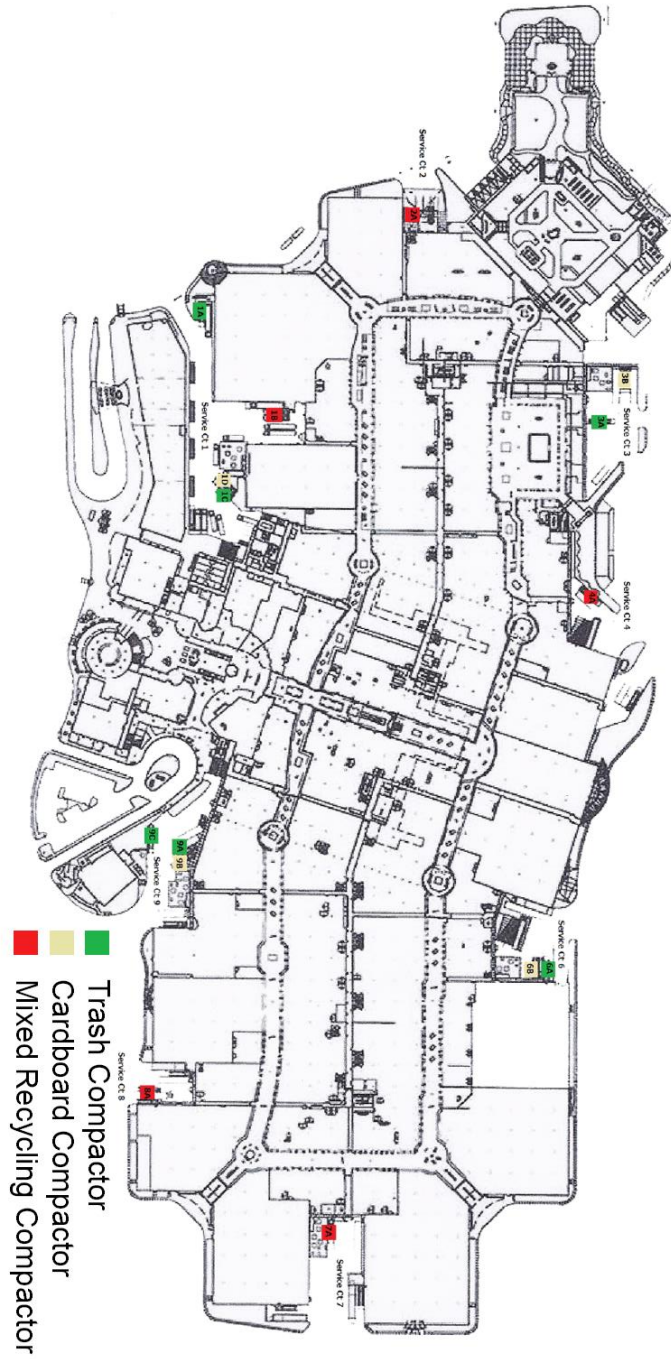 Service Ct 2
2A
1A
3B
Service Ct 3
3A
1B
Service Ct 1
1D
1C
4A
Service Ct 4
9C
9A
9B
Service Ct 9
Service Ct 6
6A
6B
Service Ct 8
8A
7A
Service Ct 7
Trash Compactor
Cardboard Compactor
Mixed Recycling Compactor